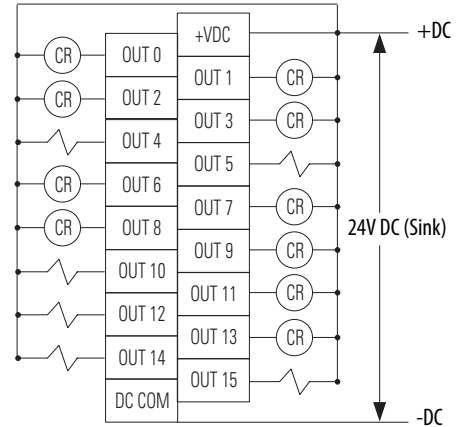 +VDC
+DC
CR OUT 0
OUT 1 CR
CR OUT 2
OUT 3 CR
OUT 4
OUT 5
CR OUT 6
OUT 7 CR
CR OUT 8
24V DC (Sink)
OUT 9 CR
OUT 10
OUT 11 CR
OUT 12
OUT 13 CR
OUT 14
OUT 15
DC COM
-DC